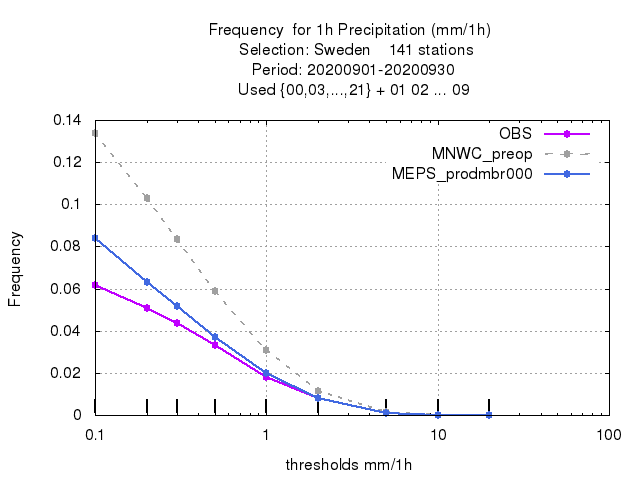 Frequency  for 1h Precipitation (mm/1h)
Selection: Sweden    141 stations
Period: 20200901-20200930
Used {00,03,...,21} + 01 02 ... 09
OBS
MNWC_preop
MEPS_prodmbr000
Frequency
0.14
0.12
0.1
0.08
0.06
0.04
0.02
0
0.1 1 10 100
thresholds mm/1h